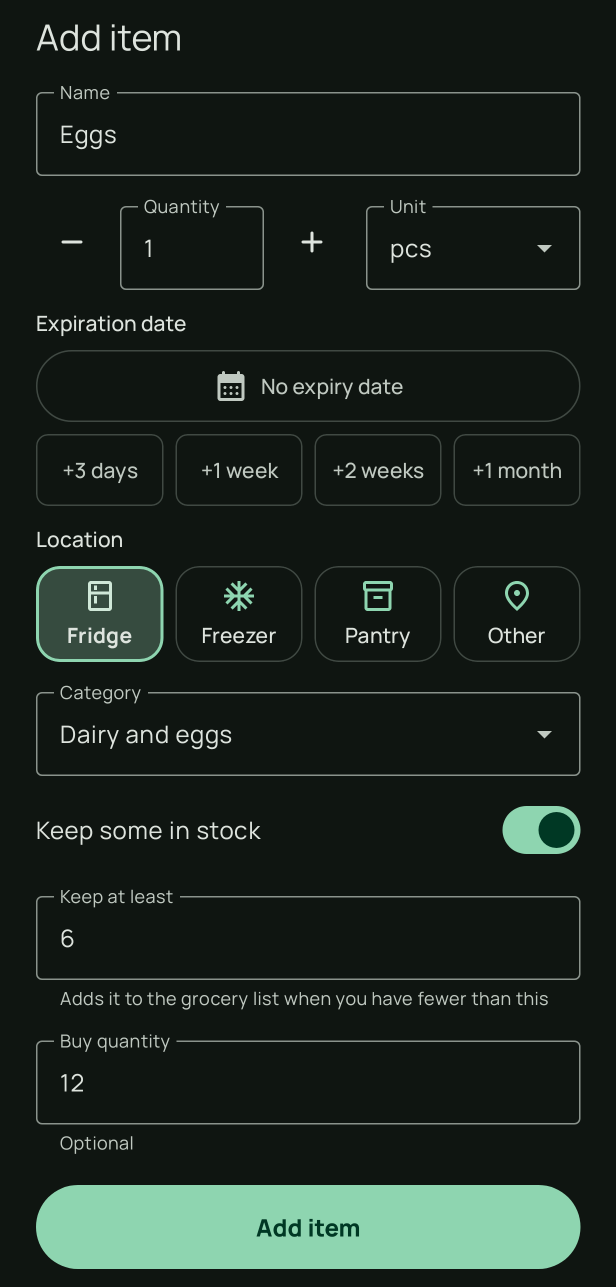 Add item
Name
Eggs
Quantity
Unit
− 1 + pcs
Expiration date
No expiry date
+3 days +1 week +2 weeks +1 month
Location
Fridge Freezer Pantry Other
Category
Dairy and eggs
Keep some in stock
Keep at least
6
Adds it to the grocery list when you have fewer than this
Buy quantity
12
Optional
Add item